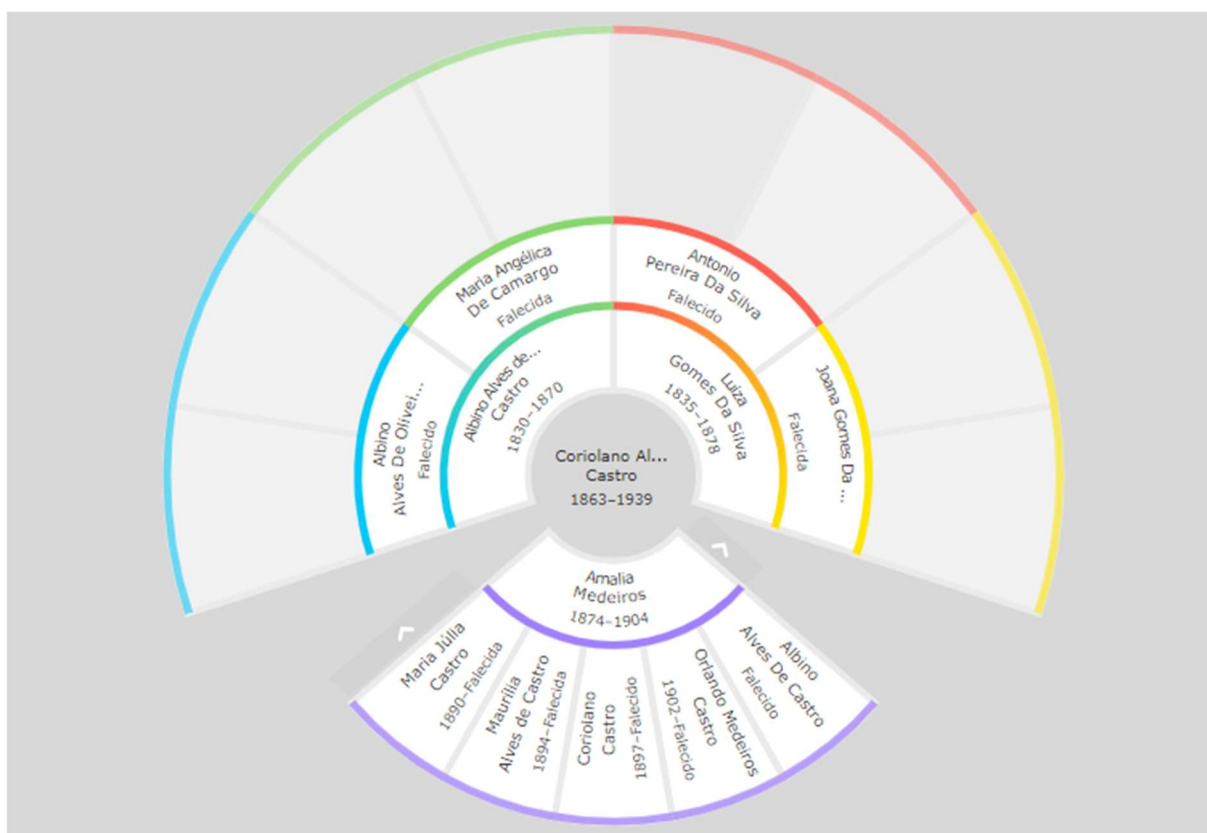 Maria Angélica
De Camargo
Falecida
Antonio
Pereira Da Silva
Falecido
Albino
Alves De Olivei...
Falecido
Albino Alves de...
Castro
1830–1870
Luiza
Gomes Da Silva
1835–1878
Joana Gomes Da ...
Falecida
Coriolano Al...
Castro
1863–1939
Amalia
Medeiros
1874–1904
Maria Júlia
Castro
1890–Falecida
Maurília
Alves de Castro
1894–Falecida
Coriolano
Castro
1897–Falecido
Orlando Medeiros
Castro
1902–Falecido
Albino
Alves De Castro
Falecido